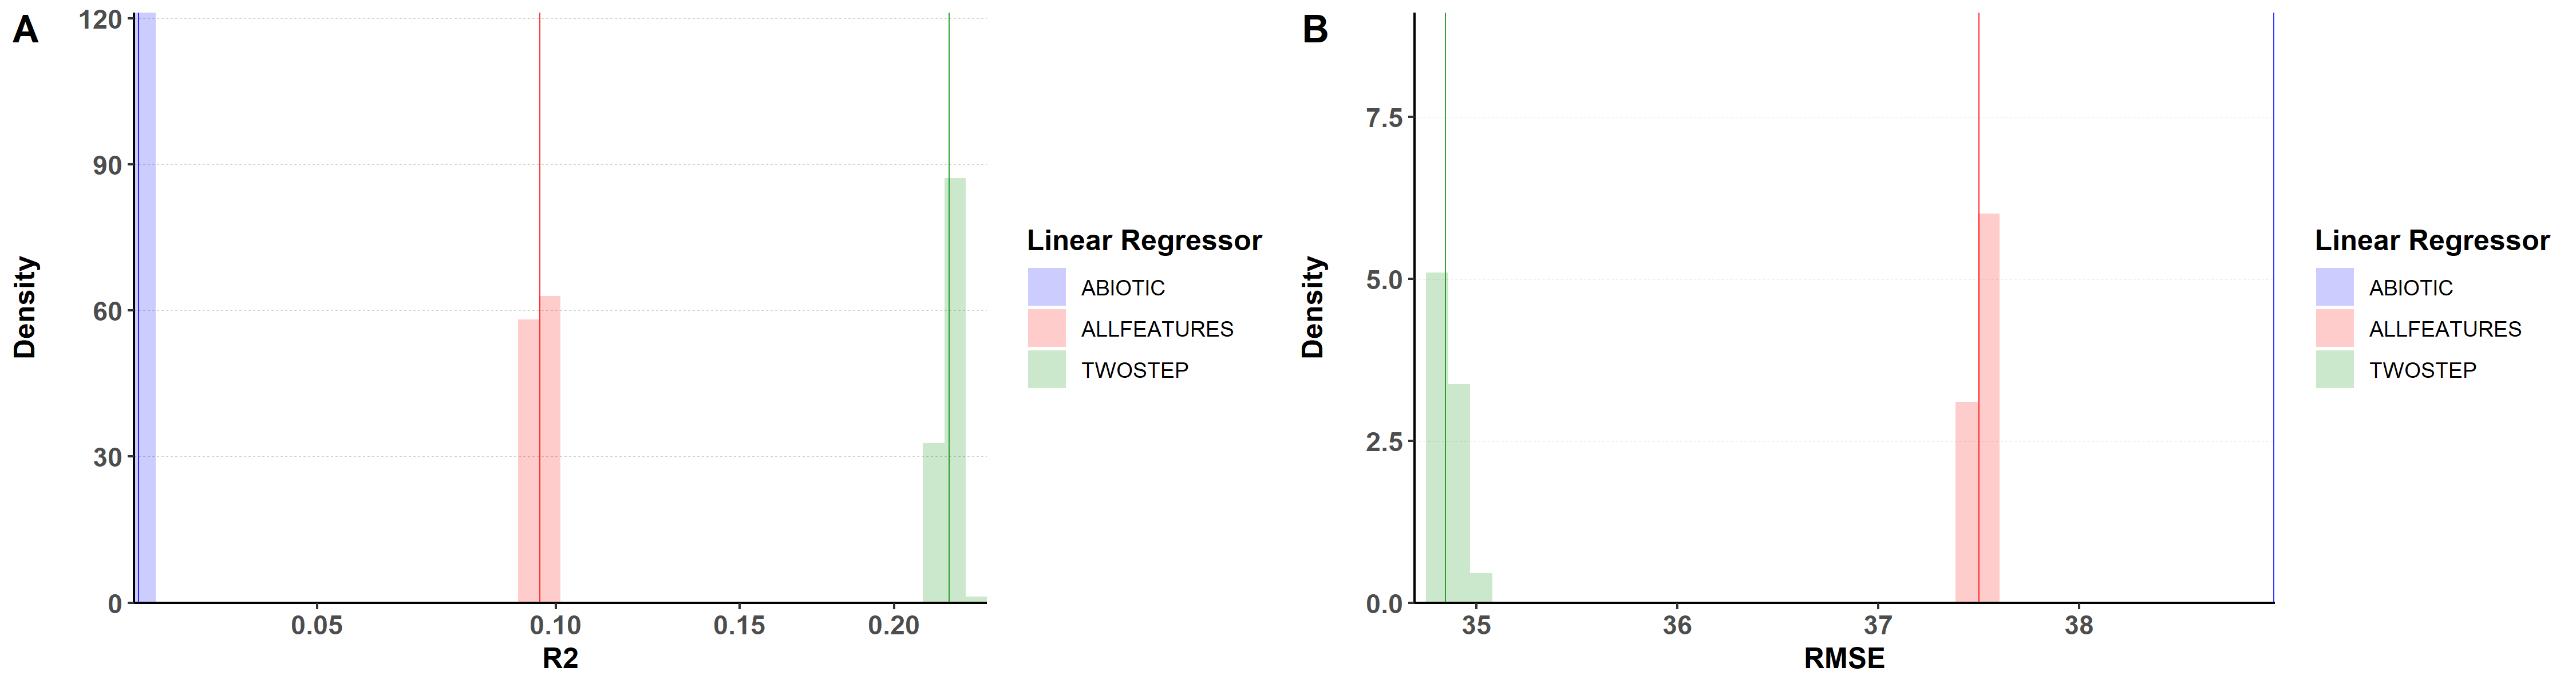 A
120
90
60
30
0
Density
0.05 0.10 0.15 0.20
R2
Linear Regressor
ABIOTIC
ALLFEATURES
TWOSTEP
B
7.5
5.0
2.5
0.0
Density
35 36 37 38
RMSE
Linear Regressor
ABIOTIC
ALLFEATURES
TWOSTEP